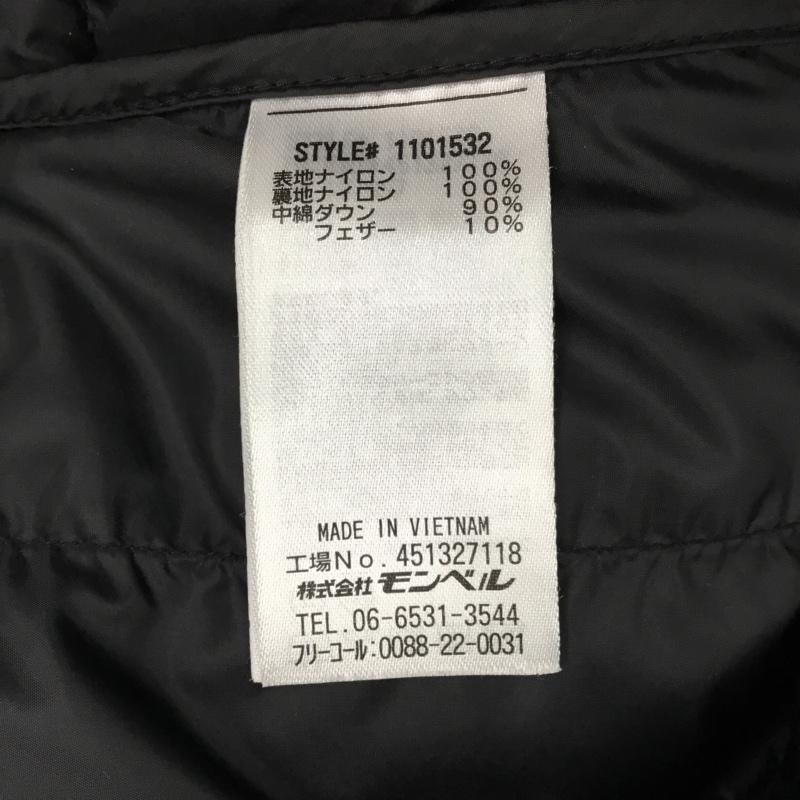 STYLE# 1101532
表地ナイロン 100%
裏地ナイロン 100%
中綿ダウン 90%
フェザー 10%
MADE IN VIETNAM
工場No. 451327118
株式会社 モンベル
TEL. 06-6531-3544
フリーコール:0088-22-0031